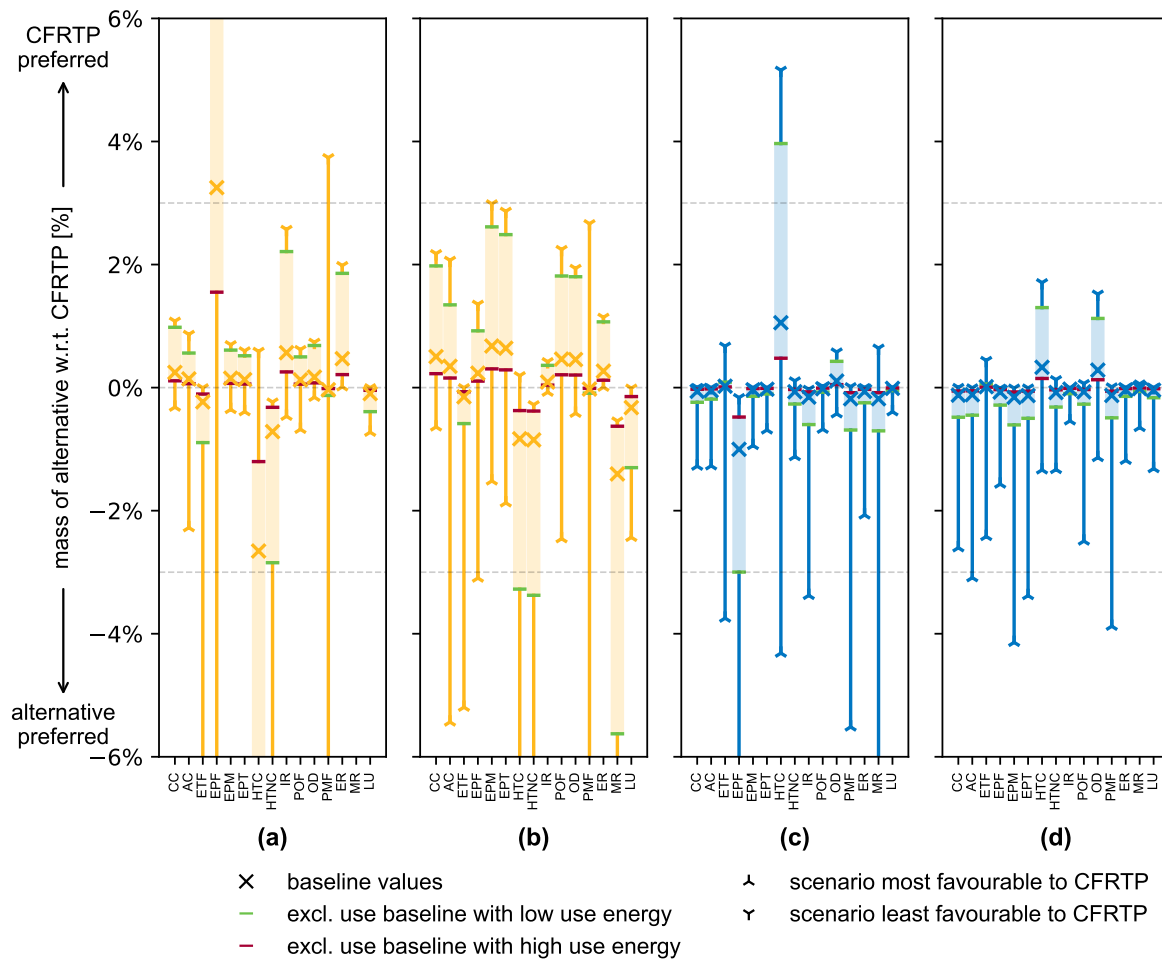 CFRTP
preferred
mass of alternative w.r.t. CFRTP [%]
alternative
preferred
6%
4%
2%
0%
−2%
−4%
−6%
CC AC ETF EPF EPM EPT HTC HTNC IR POF OD PMF ER MR LU
CC AC ETF EPF EPM EPT HTC HTNC IR POF OD PMF ER MR LU
CC AC ETF EPF EPM EPT HTC HTNC IR POF OD PMF ER MR LU
CC AC ETF EPF EPM EPT HTC HTNC IR POF OD PMF ER MR LU
(a) (b) (c) (d)
baseline values
excl. use baseline with low use energy
excl. use baseline with high use energy
scenario most favourable to CFRTP
scenario least favourable to CFRTP